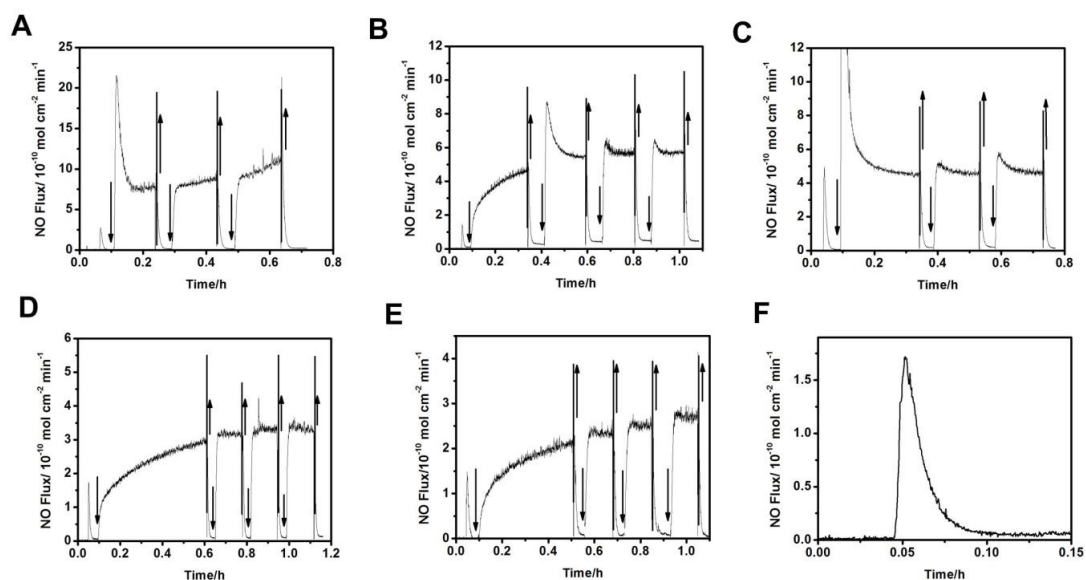 A
NO Flux/ 10⁻¹⁰ mol cm⁻² min⁻¹
25
20
15
10
5
0
0.0 0.2 0.4 0.6 0.8
Time/h
B
NO Flux/ 10⁻¹⁰ mol cm⁻² min⁻¹
12
10
8
6
4
2
0
0.0 0.2 0.4 0.6 0.8 1.0
Time/h
C
NO Flux/ 10⁻¹⁰ mol cm⁻² min⁻¹
12
10
8
6
4
2
0
0.0 0.2 0.4 0.6 0.8
Time/h
D
NO Flux/ 10⁻¹⁰ mol cm⁻² min⁻¹
6
5
4
3
2
1
0
0.0 0.2 0.4 0.6 0.8 1.0 1.2
Time/h
E
NO Flux/10⁻¹⁰ mol cm⁻² min⁻¹
4
3
2
1
0
0.0 0.2 0.4 0.6 0.8 1.0
Time/h
F
NO Flux/ 10⁻¹⁰ mol cm⁻² min⁻¹
1.5
1.0
0.5
0.0
0.00 0.05 0.10 0.15
Time/h